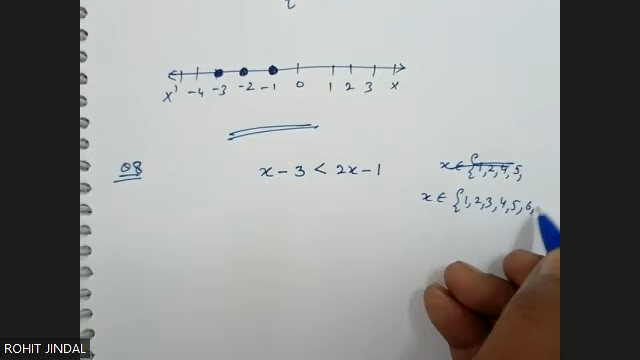 x' -4 -3 -2 -1 0 1 2 3 x
Q8 x - 3 < 2x - 1
x ∈ {1, 2, 4, 5,
x ∈ {1, 2, 3, 4, 5, 6,
ROHIT JINDAL